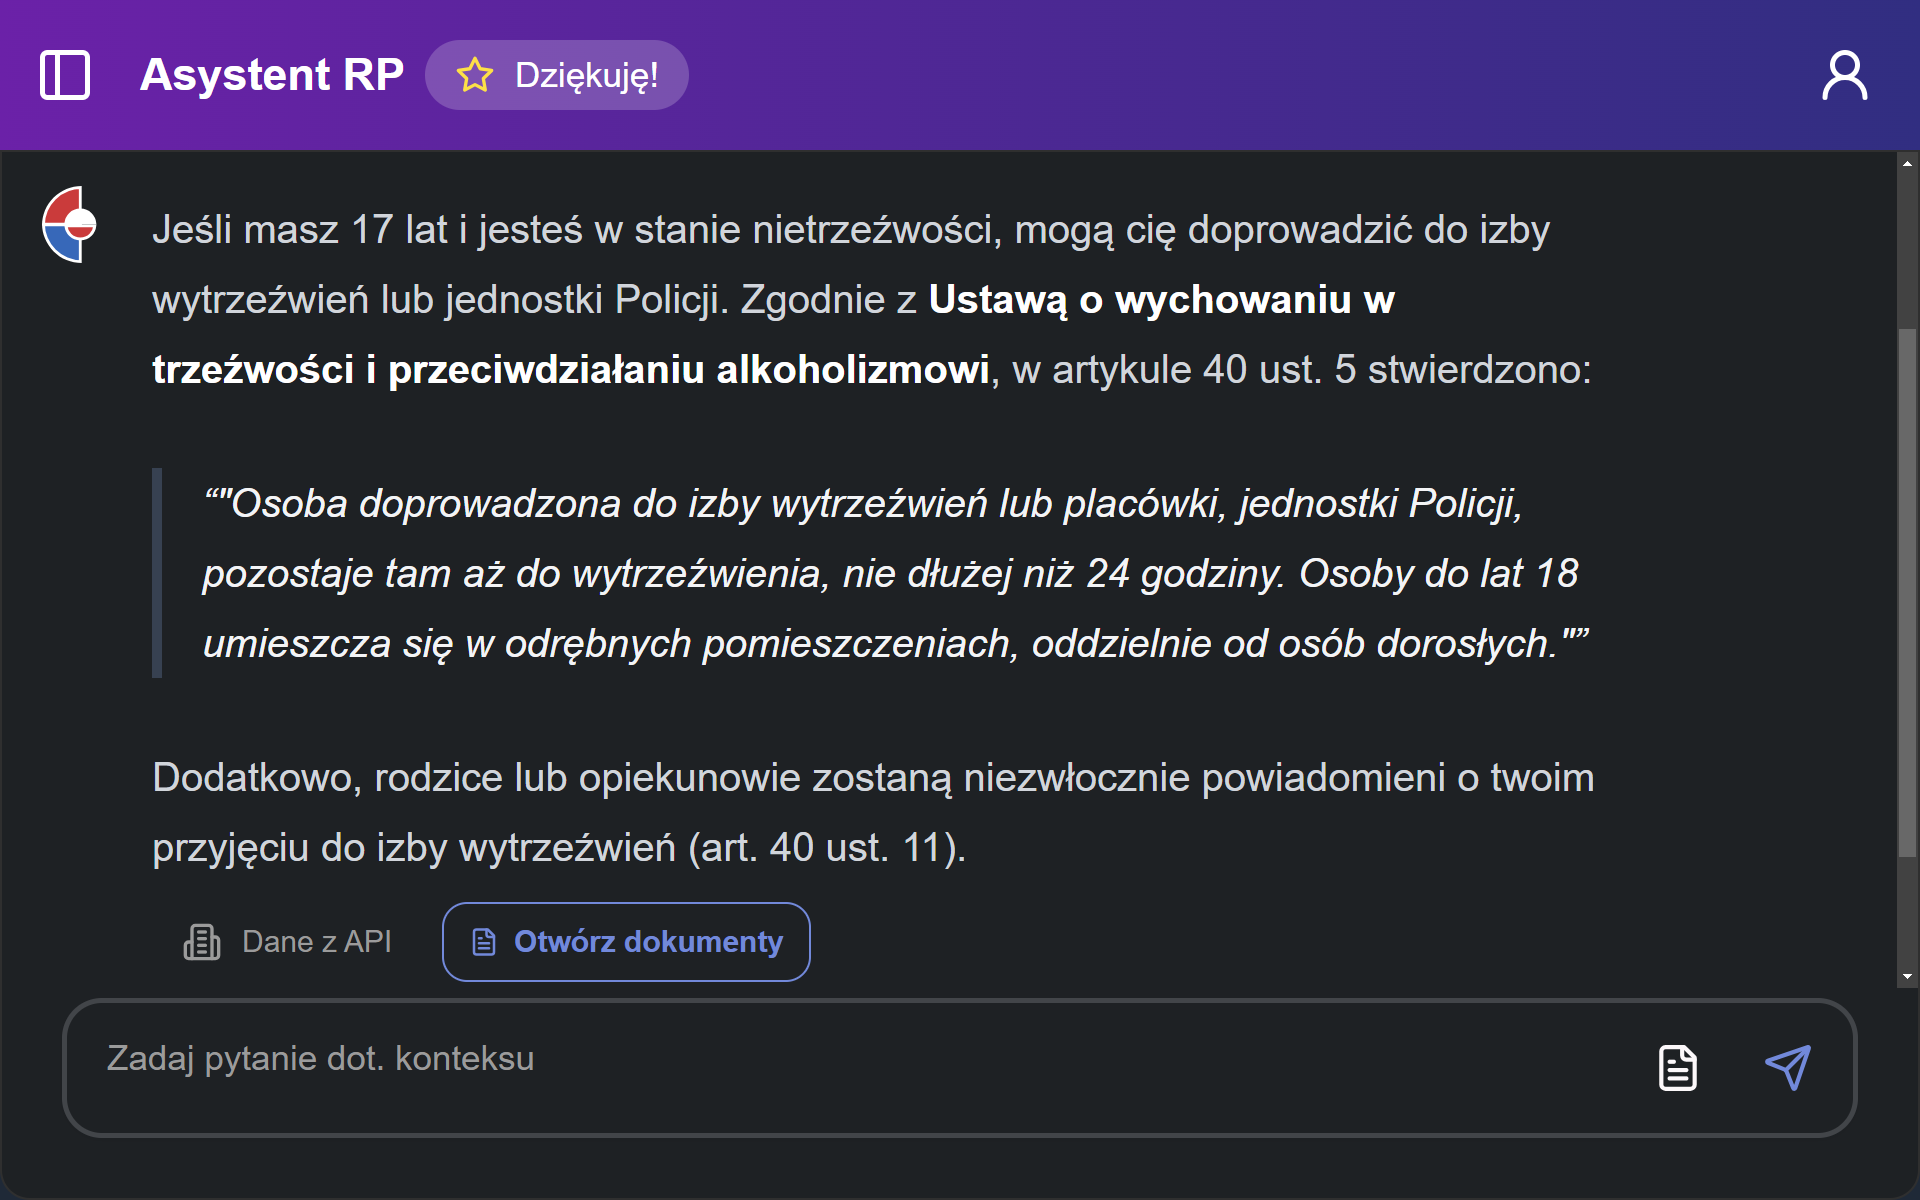 Asystent RP
Dziękuję!
Jeśli masz 17 lat i jesteś w stanie nietrzeźwości, mogą cię doprowadzić do izby
wytrzeźwień lub jednostki Policji. Zgodnie z Ustawą o wychowaniu w
trzeźwości i przeciwdziałaniu alkoholizmowi, w artykule 40 ust. 5 stwierdzono:
“"Osoba doprowadzona do izby wytrzeźwień lub placówki, jednostki Policji,
pozostaje tam aż do wytrzeźwienia, nie dłużej niż 24 godziny. Osoby do lat 18
umieszcza się w odrębnych pomieszczeniach, oddzielnie od osób dorosłych."”
Dodatkowo, rodzice lub opiekunowie zostaną niezwłocznie powiadomieni o twoim
przyjęciu do izby wytrzeźwień (art. 40 ust. 11).
Dane z API
Otwórz dokumenty
Zadaj pytanie dot. konteksu